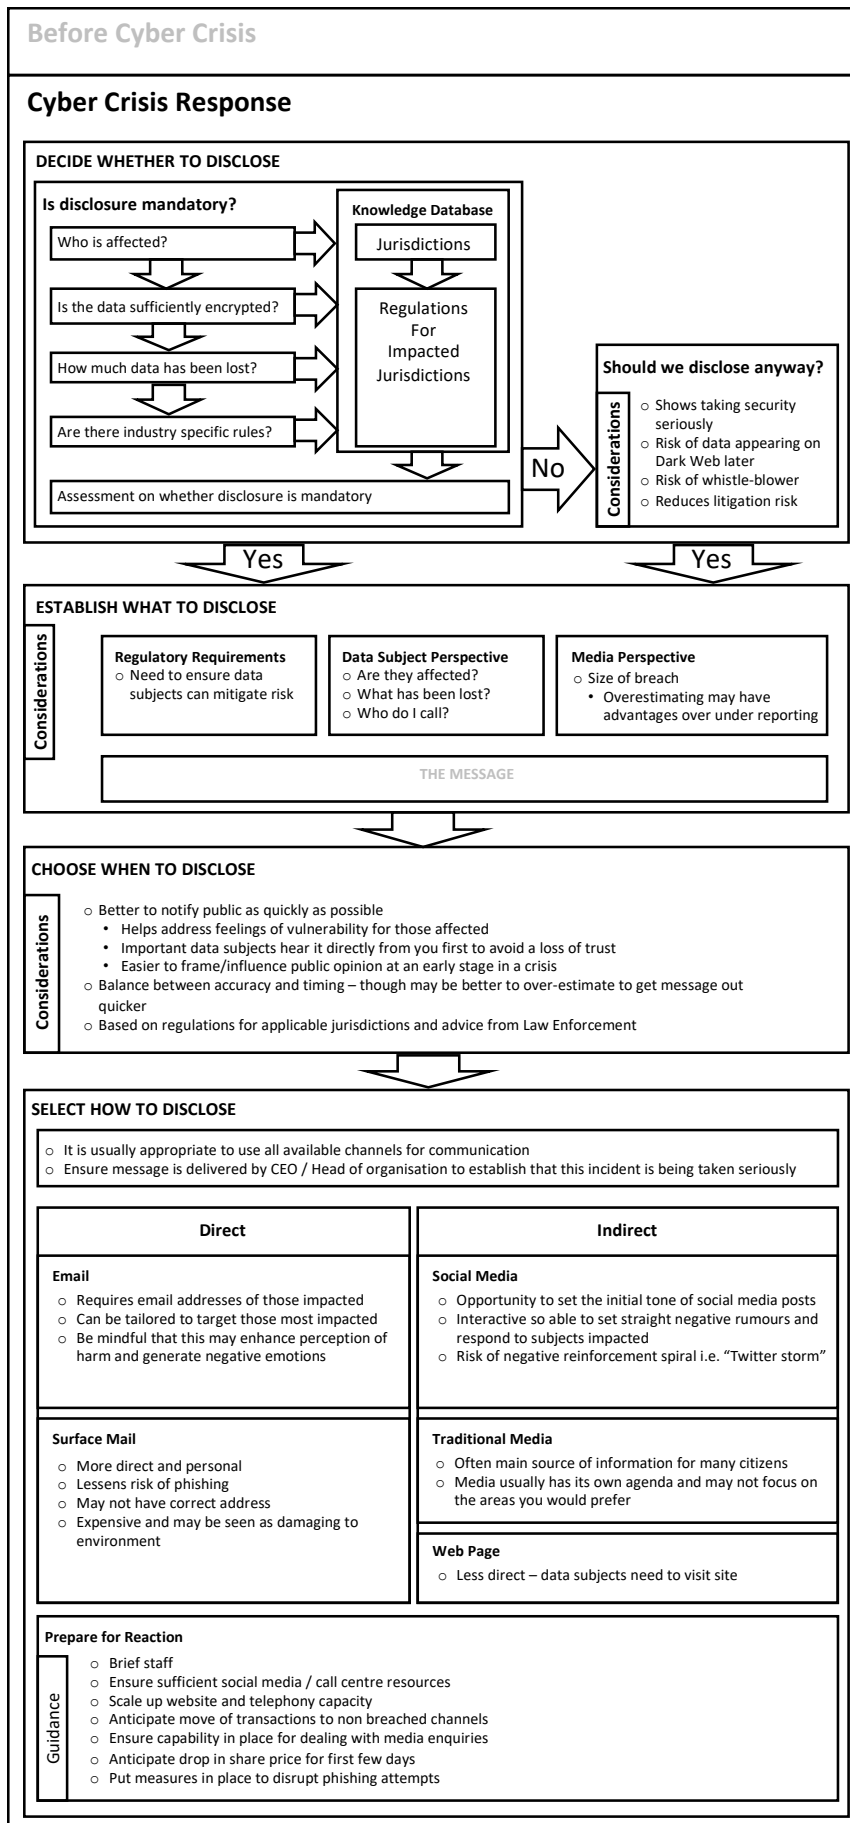 Before Cyber Crisis
Cyber Crisis Response
DECIDE WHETHER TO DISCLOSE
Is disclosure mandatory?
Who is affected?
Is the data sufficiently encrypted?
How much data has been lost?
Are there industry specific rules?
Assessment on whether disclosure is mandatory
Knowledge Database
Jurisdictions
Regulations
For
Impacted
Jurisdictions
No
Should we disclose anyway?
Considerations
○ Shows taking security
seriously
○ Risk of data appearing on
Dark Web later
○ Risk of whistle-blower
○ Reduces litigation risk
Yes
Yes
ESTABLISH WHAT TO DISCLOSE
Considerations
Regulatory Requirements
○ Need to ensure data
subjects can mitigate risk
Data Subject Perspective
○ Are they affected?
○ What has been lost?
○ Who do I call?
Media Perspective
○ Size of breach
• Overestimating may have
advantages over under reporting
THE MESSAGE
CHOOSE WHEN TO DISCLOSE
Considerations
○ Better to notify public as quickly as possible
• Helps address feelings of vulnerability for those affected
• Important data subjects hear it directly from you first to avoid a loss of trust
• Easier to frame/influence public opinion at an early stage in a crisis
○ Balance between accuracy and timing – though may be better to over-estimate to get message out
quicker
○ Based on regulations for applicable jurisdictions and advice from Law Enforcement
SELECT HOW TO DISCLOSE
○ It is usually appropriate to use all available channels for communication
○ Ensure message is delivered by CEO / Head of organisation to establish that this incident is being taken seriously
Direct
Email
○ Requires email addresses of those impacted
○ Can be tailored to target those most impacted
○ Be mindful that this may enhance perception of
harm and generate negative emotions
Surface Mail
○ More direct and personal
○ Lessens risk of phishing
○ May not have correct address
○ Expensive and may be seen as damaging to
environment
Indirect
Social Media
○ Opportunity to set the initial tone of social media posts
○ Interactive so able to set straight negative rumours and
respond to subjects impacted
○ Risk of negative reinforcement spiral i.e. “Twitter storm”
Traditional Media
○ Often main source of information for many citizens
○ Media usually has its own agenda and may not focus on
the areas you would prefer
Web Page
○ Less direct – data subjects need to visit site
Prepare for Reaction
Guidance
○ Brief staff
○ Ensure sufficient social media / call centre resources
○ Scale up website and telephony capacity
○ Anticipate move of transactions to non breached channels
○ Ensure capability in place for dealing with media enquiries
○ Anticipate drop in share price for first few days
○ Put measures in place to disrupt phishing attempts